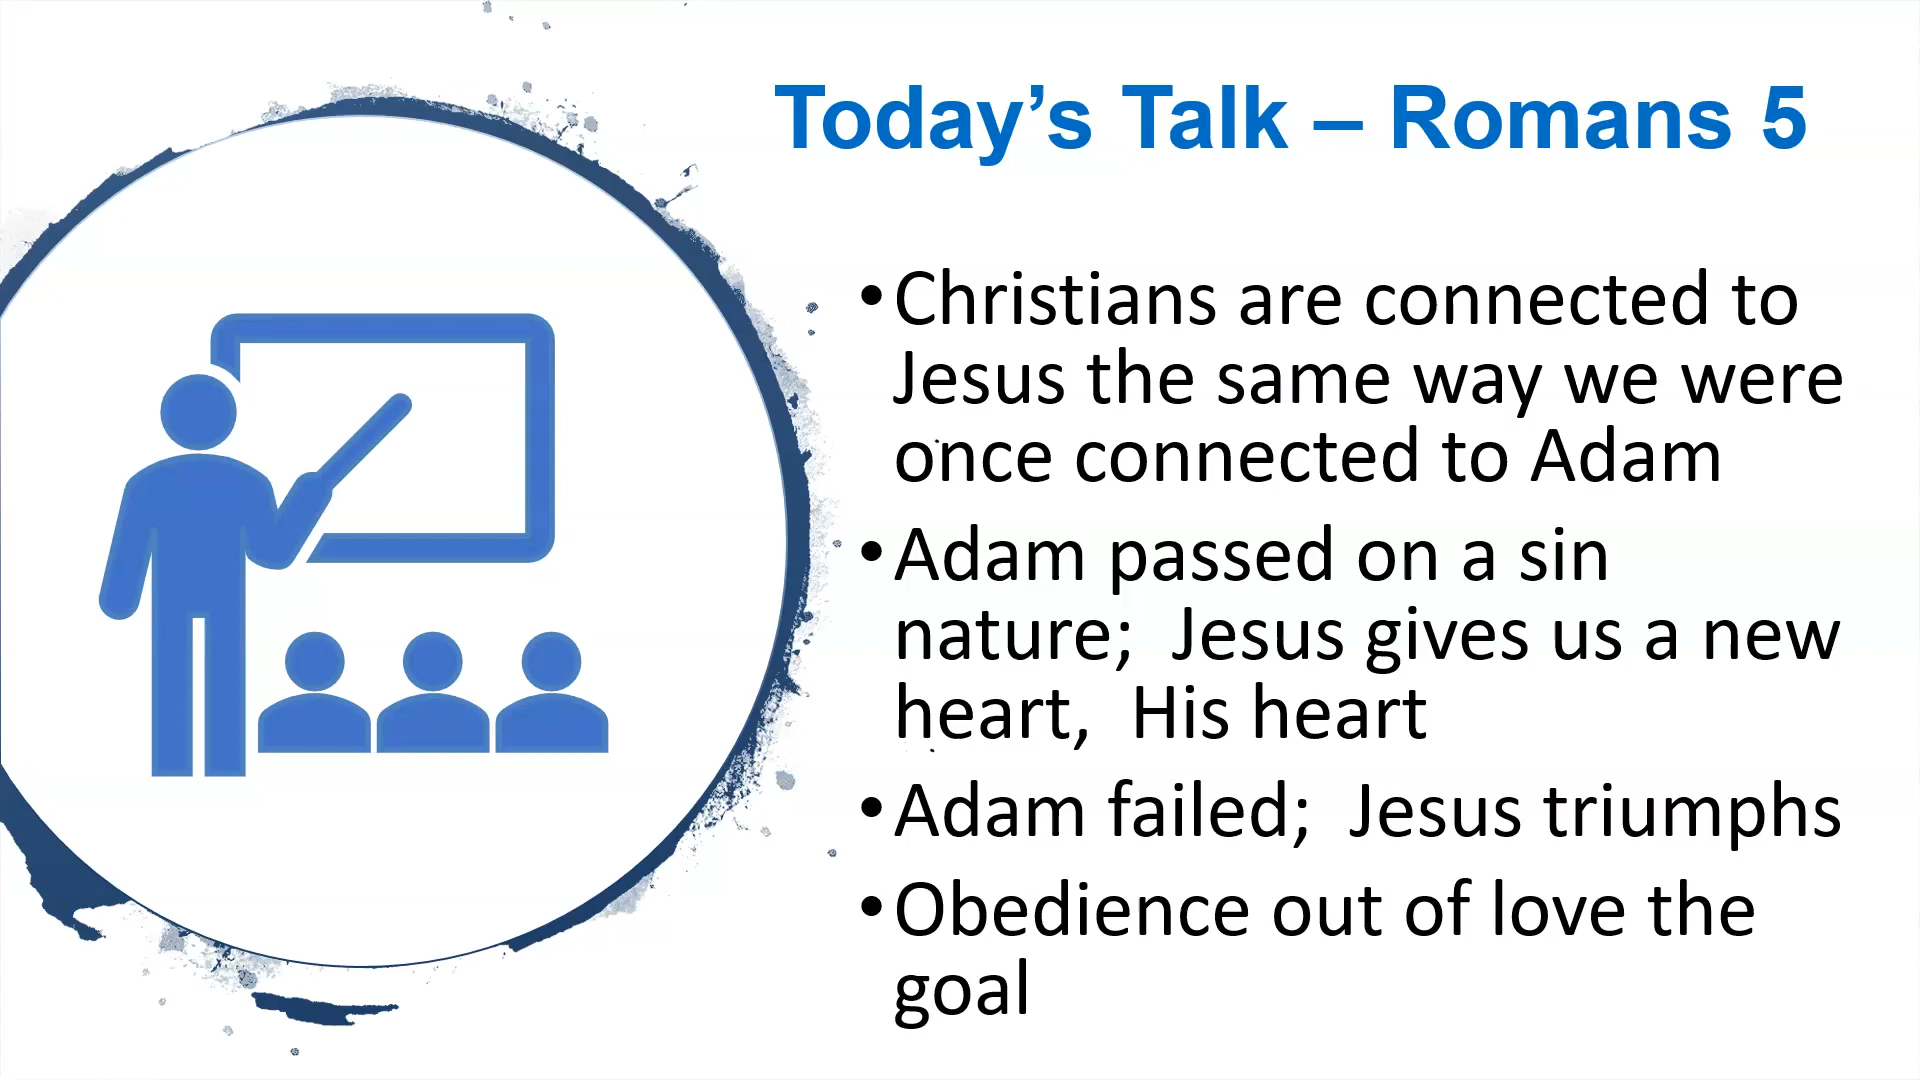 Today’s Talk – Romans 5
•Christians are connected to
Jesus the same way we were
once connected to Adam
•Adam passed on a sin
nature;  Jesus gives us a new
heart,  His heart
•Adam failed;  Jesus triumphs
•Obedience out of love the
goal